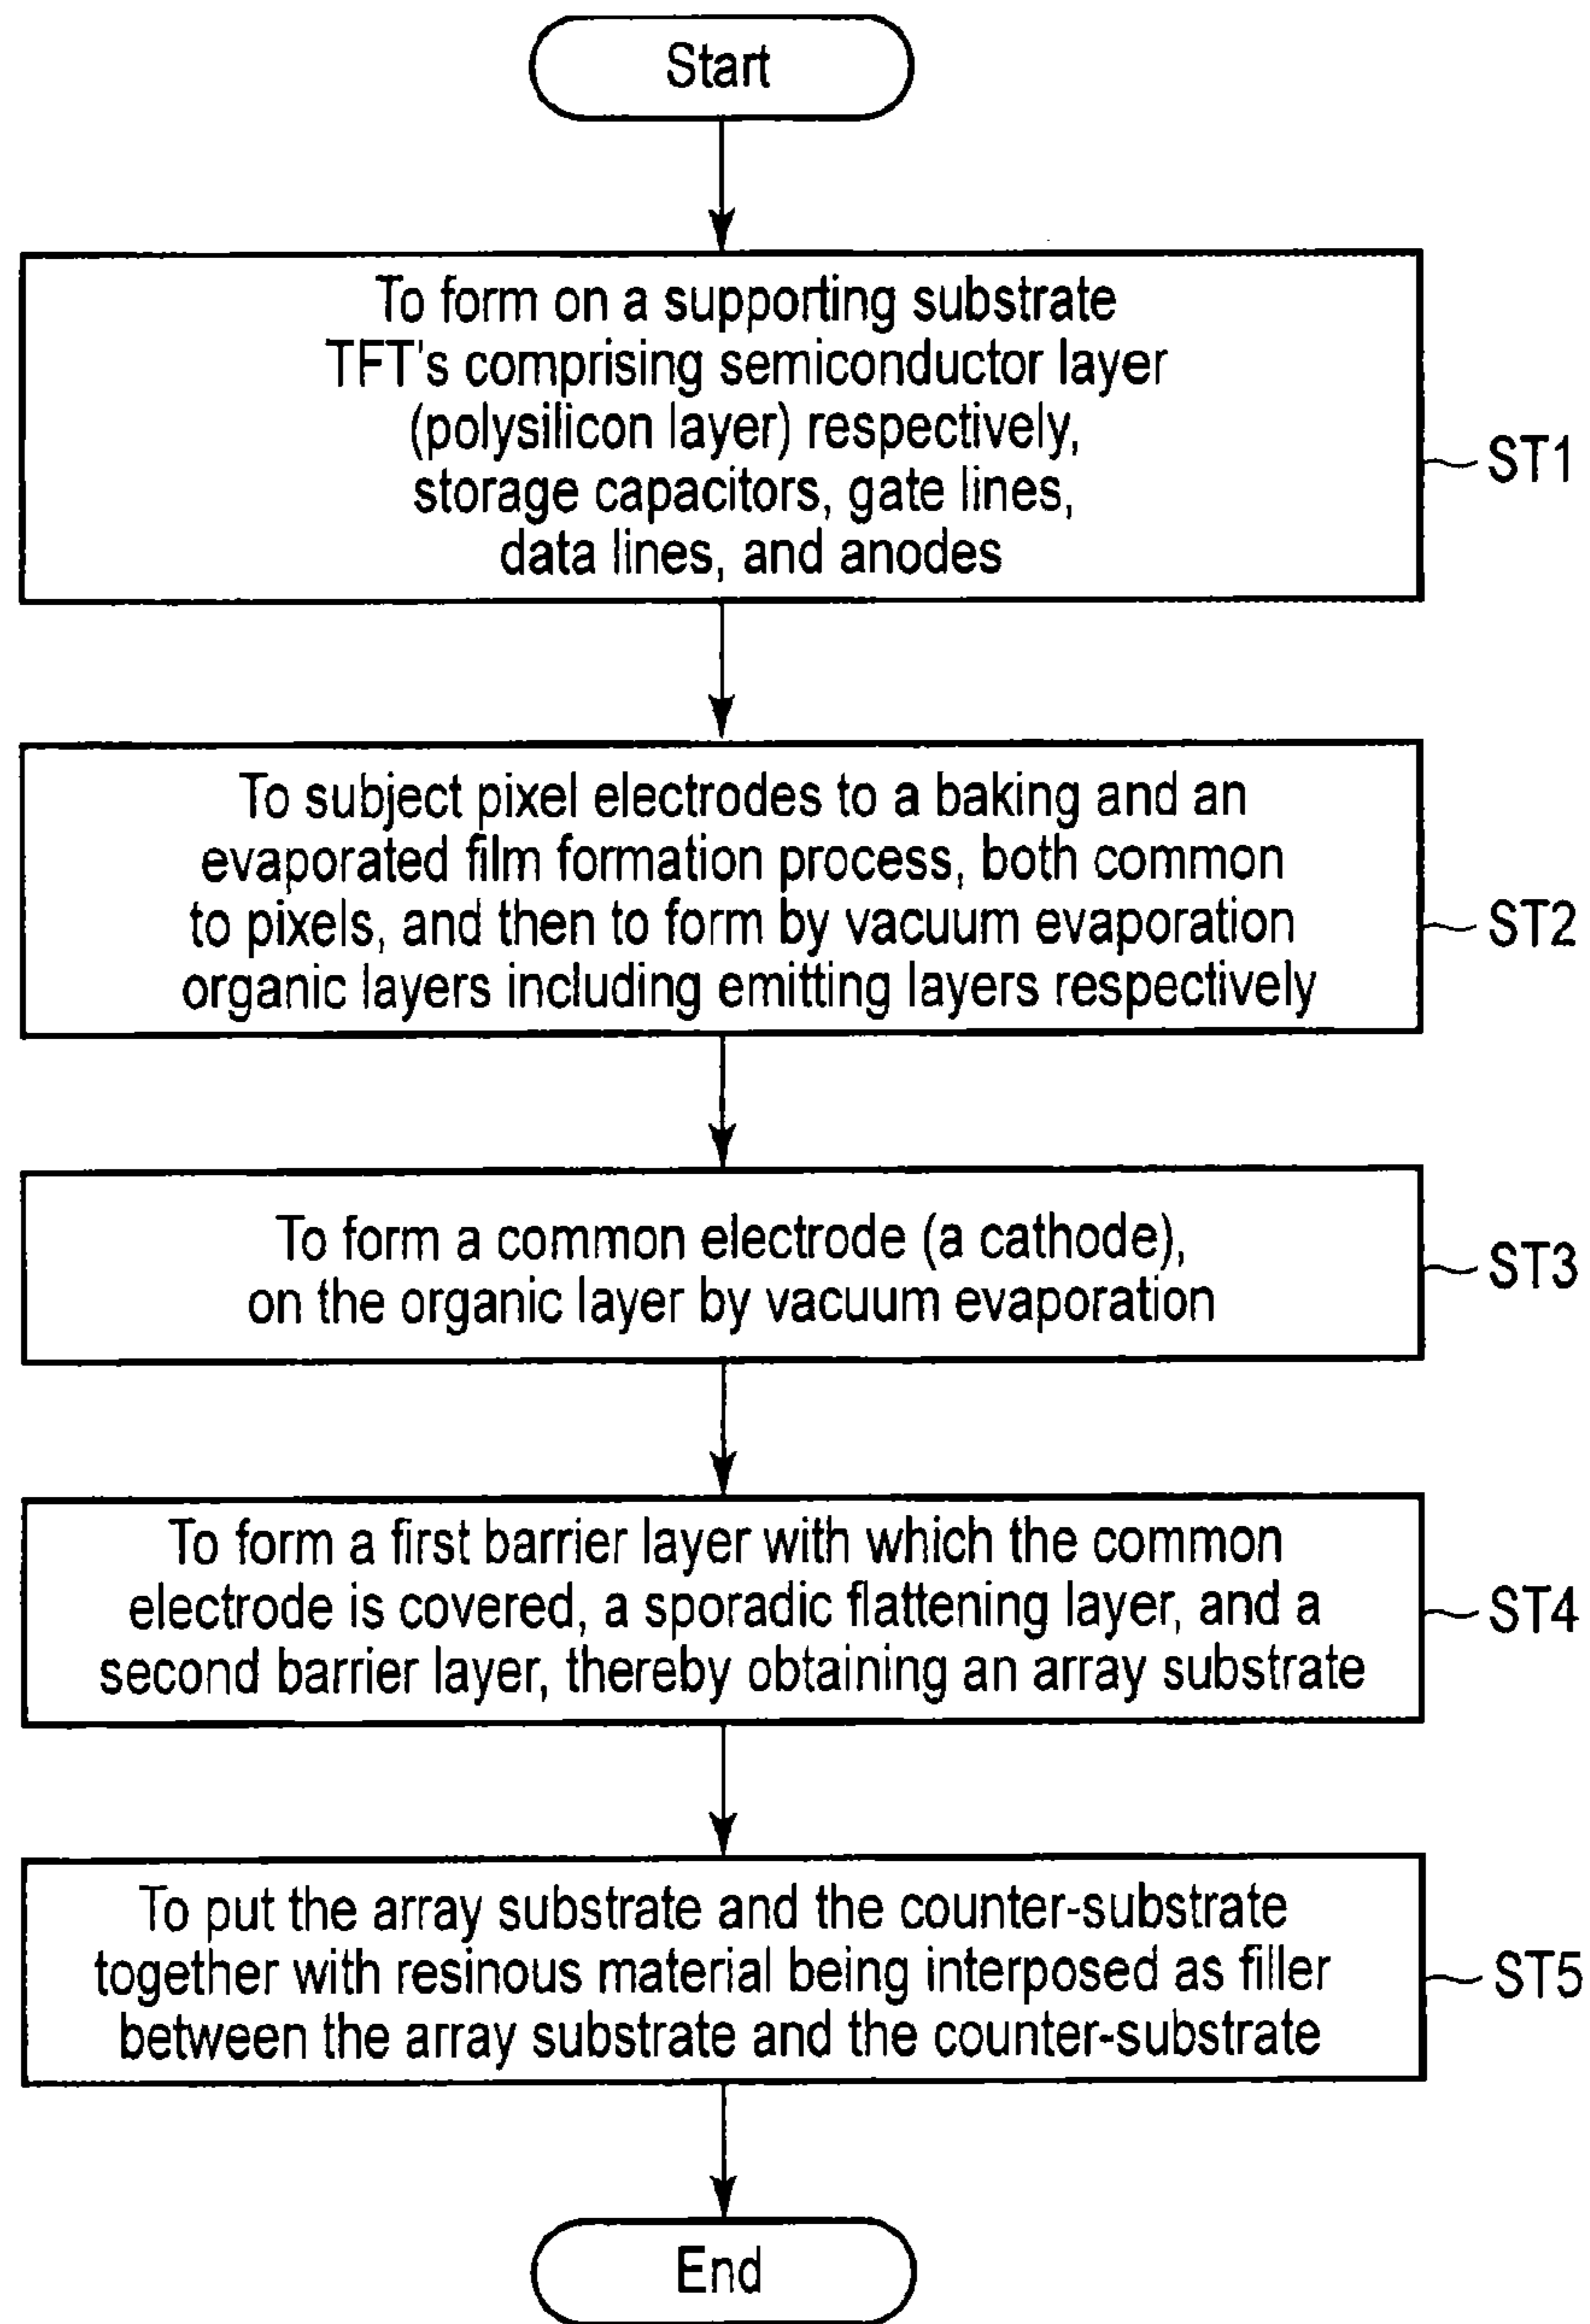 Start
To form on a supporting substrate
TFT's comprising semiconductor layer
(polysilicon layer) respectively,
storage capacitors, gate lines,
data lines, and anodes
ST1
To subject pixel electrodes to a baking and an
evaporated film formation process, both common
to pixels, and then to form by vacuum evaporation
organic layers including emitting layers respectively
ST2
To form a common electrode (a cathode),
on the organic layer by vacuum evaporation
ST3
To form a first barrier layer with which the common
electrode is covered, a sporadic flattening layer, and a
second barrier layer, thereby obtaining an array substrate
ST4
To put the array substrate and the counter-substrate
together with resinous material being interposed as filler
between the array substrate and the counter-substrate
ST5
End